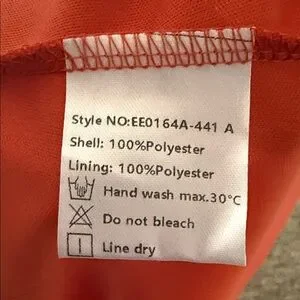 Style NO:EE0164A-441 A
Shell: 100%Polyester
Lining: 100%Polyester
Hand wash max.30°C
Do not bleach
Line dry